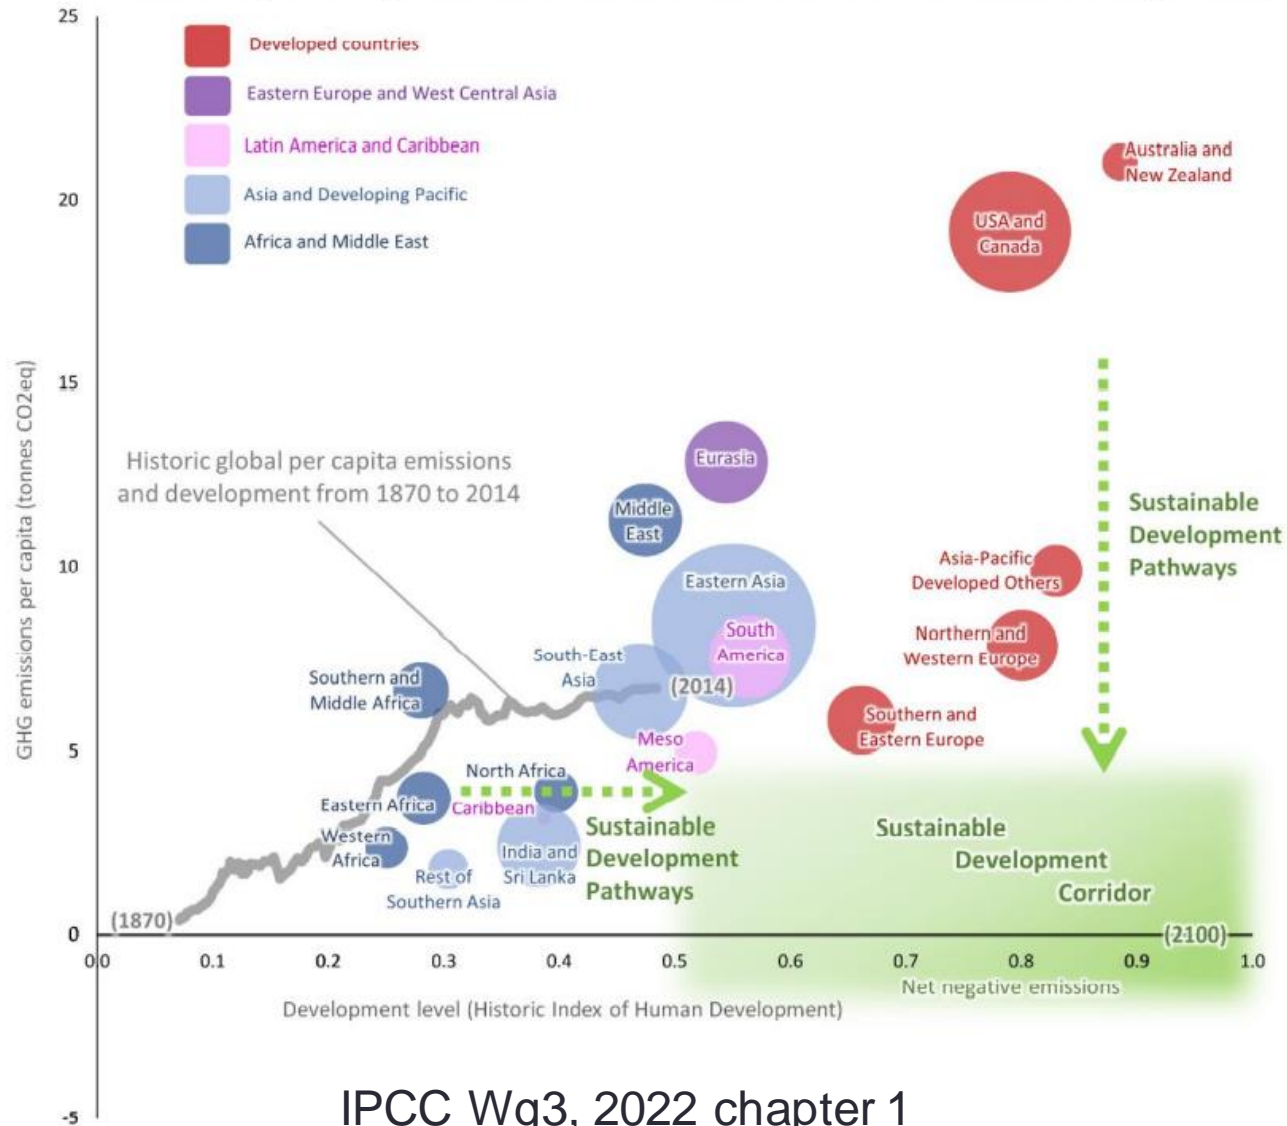 25
Developed countries
Eastern Europe and West Central Asia
Latin America and Caribbean
Asia and Developing Pacific
Africa and Middle East
Australia and
New Zealand
20
USA and
Canada
GHG emissions per capita (tonnes CO2eq)
15
Historic global per capita emissions
and development from 1870 to 2014
Eurasia
Middle
East
Sustainable
Development
Pathways
10
Asia-Pacific
Developed Others
Eastern Asia
South
America
Northern and
Western Europe
South-East
Asia
(2014)
Southern and
Middle Africa
Southern and
Eastern Europe
5
Meso
America
North Africa
Eastern Africa
Caribbean
Western
Africa
India and
Sri Lanka
Rest of
Southern Asia
Sustainable
Development
Pathways
Sustainable
Development
Corridor
(1870)
0
(2100)
0.0 0.1 0.2 0.3 0.4 0.5 0.6 0.7 0.8 0.9 1.0
Net negative emissions
Development level (Historic Index of Human Development)
-5
IPCC Wg3, 2022 chapter 1